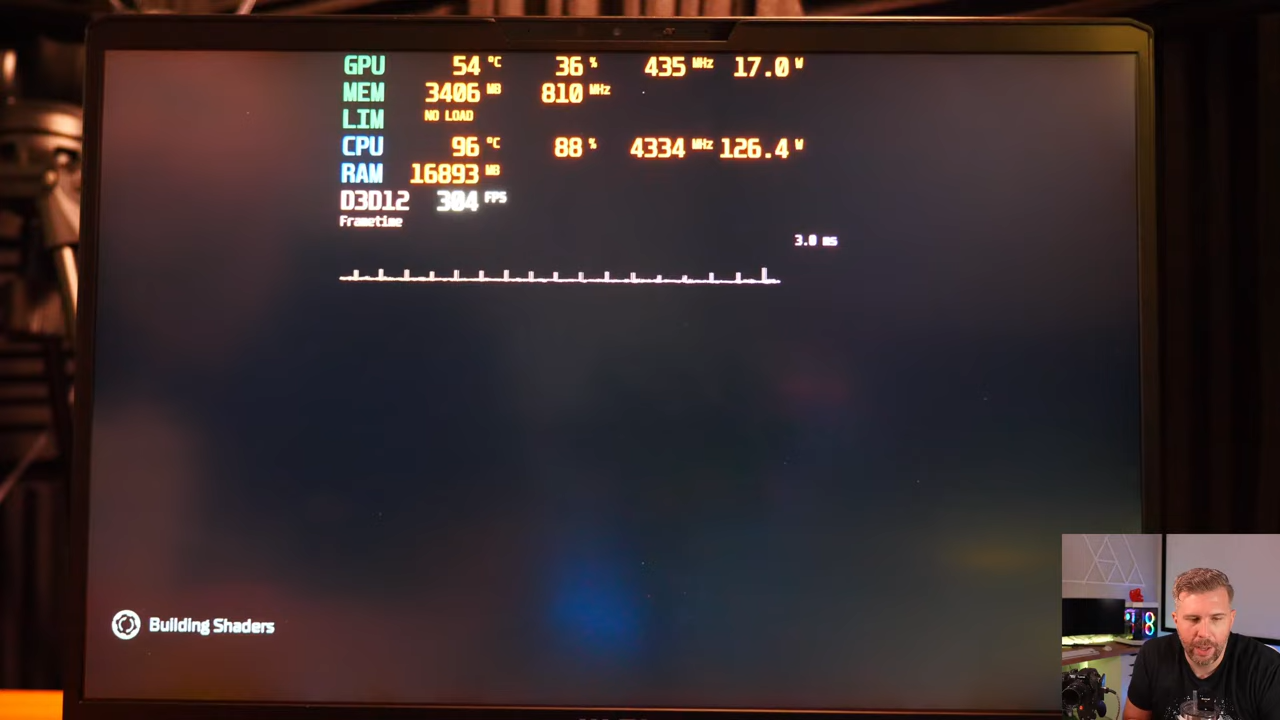 GPU 54 °C 36 % 435 MHz 17.0 W
MEM 3406 MB 810 MHz
LIM NO LOAD
CPU 96 °C 88 % 4334 MHz 126.4 W
RAM 16893 MB
D3D12 304 FPS
Frametime
3.0 ms
Building Shaders